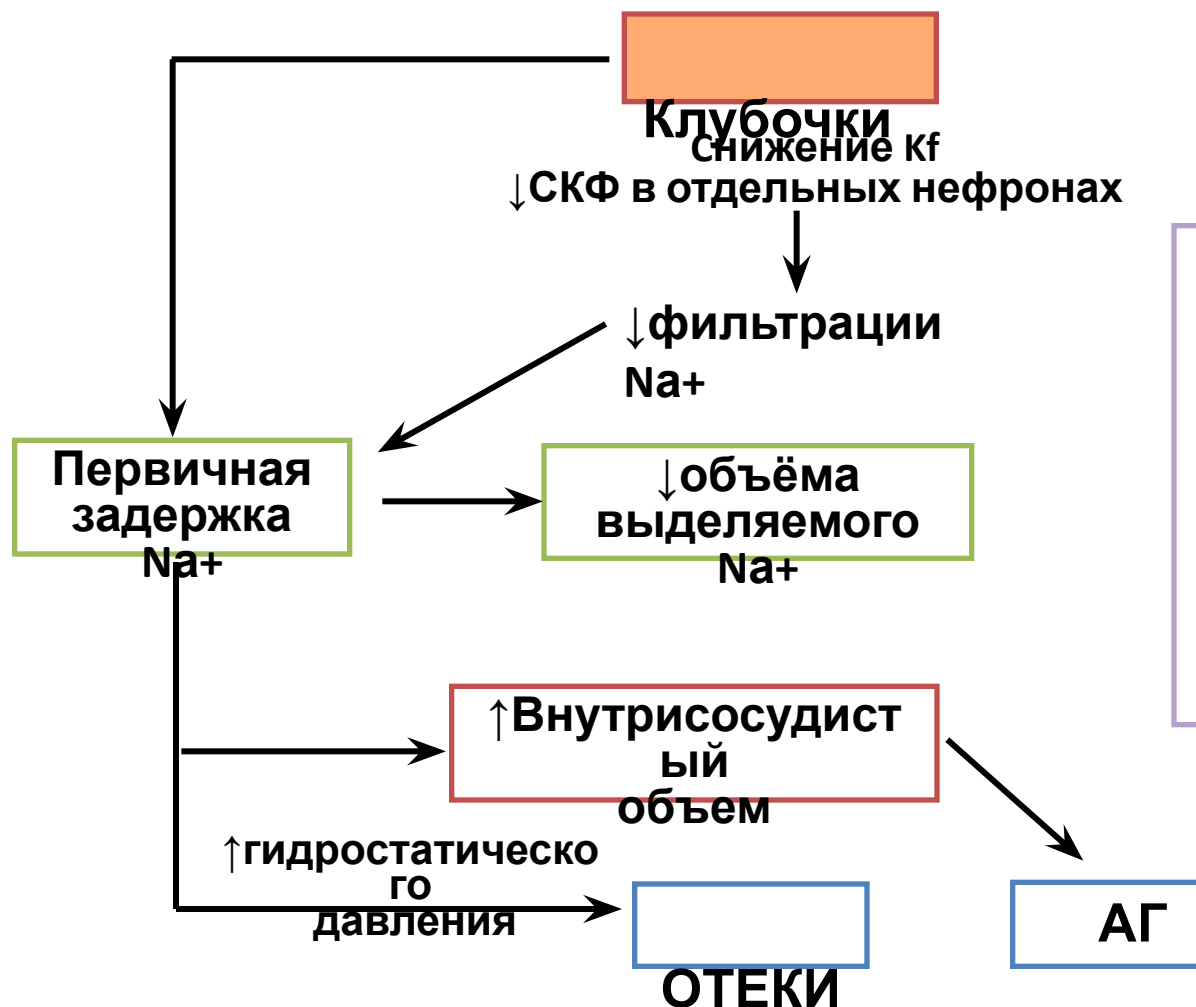 Клубочки
Снижение Kf
↓СКФ в отдельных нефронах
↓фильтрации
Na+
Первичная
задержка
Na+
↓объёма
выделяемого
Na+
↑Внутрисосудист
ый
объем
↑гидростатическо
го
давления
АГ
ОТЕКИ